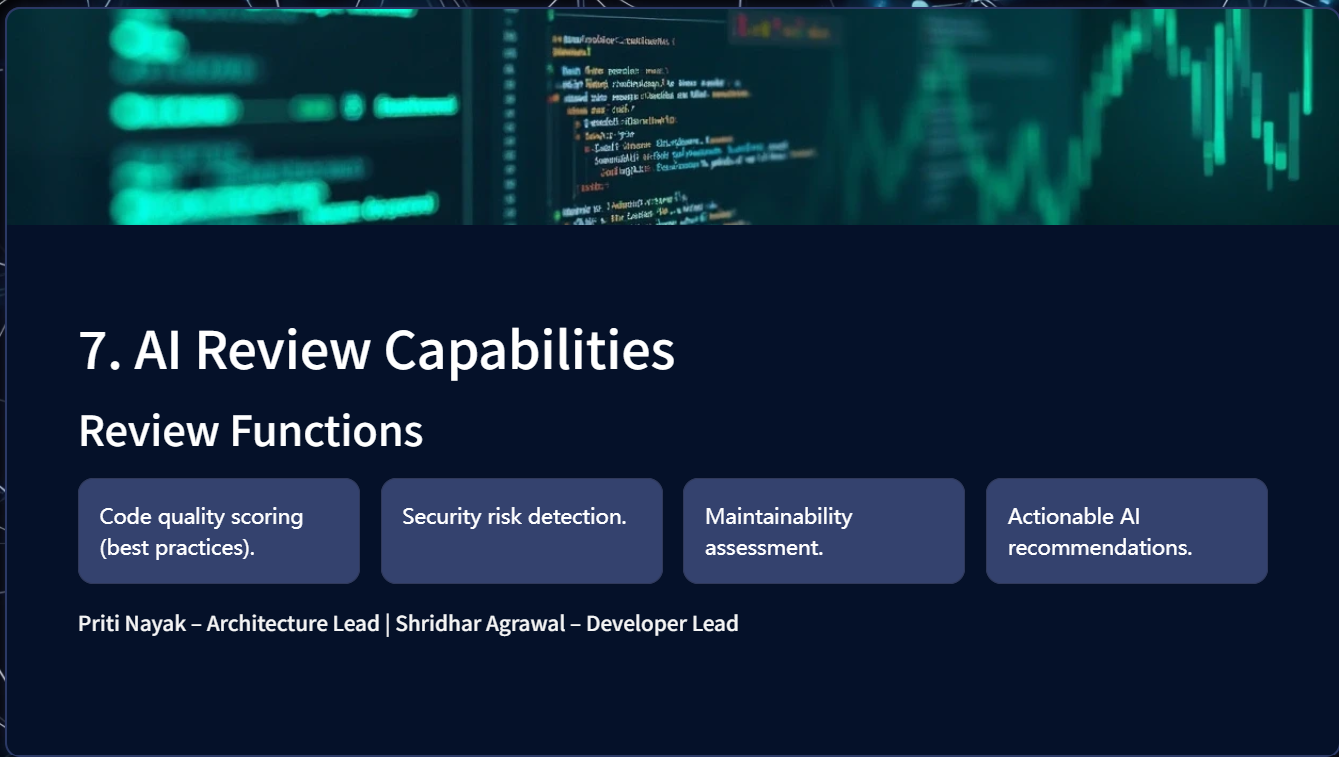 7. AI Review Capabilities
Review Functions
Code quality scoring
(best practices).
Security risk detection.
Maintainability
assessment.
Actionable AI
recommendations.
Priti Nayak – Architecture Lead | Shridhar Agrawal – Developer Lead